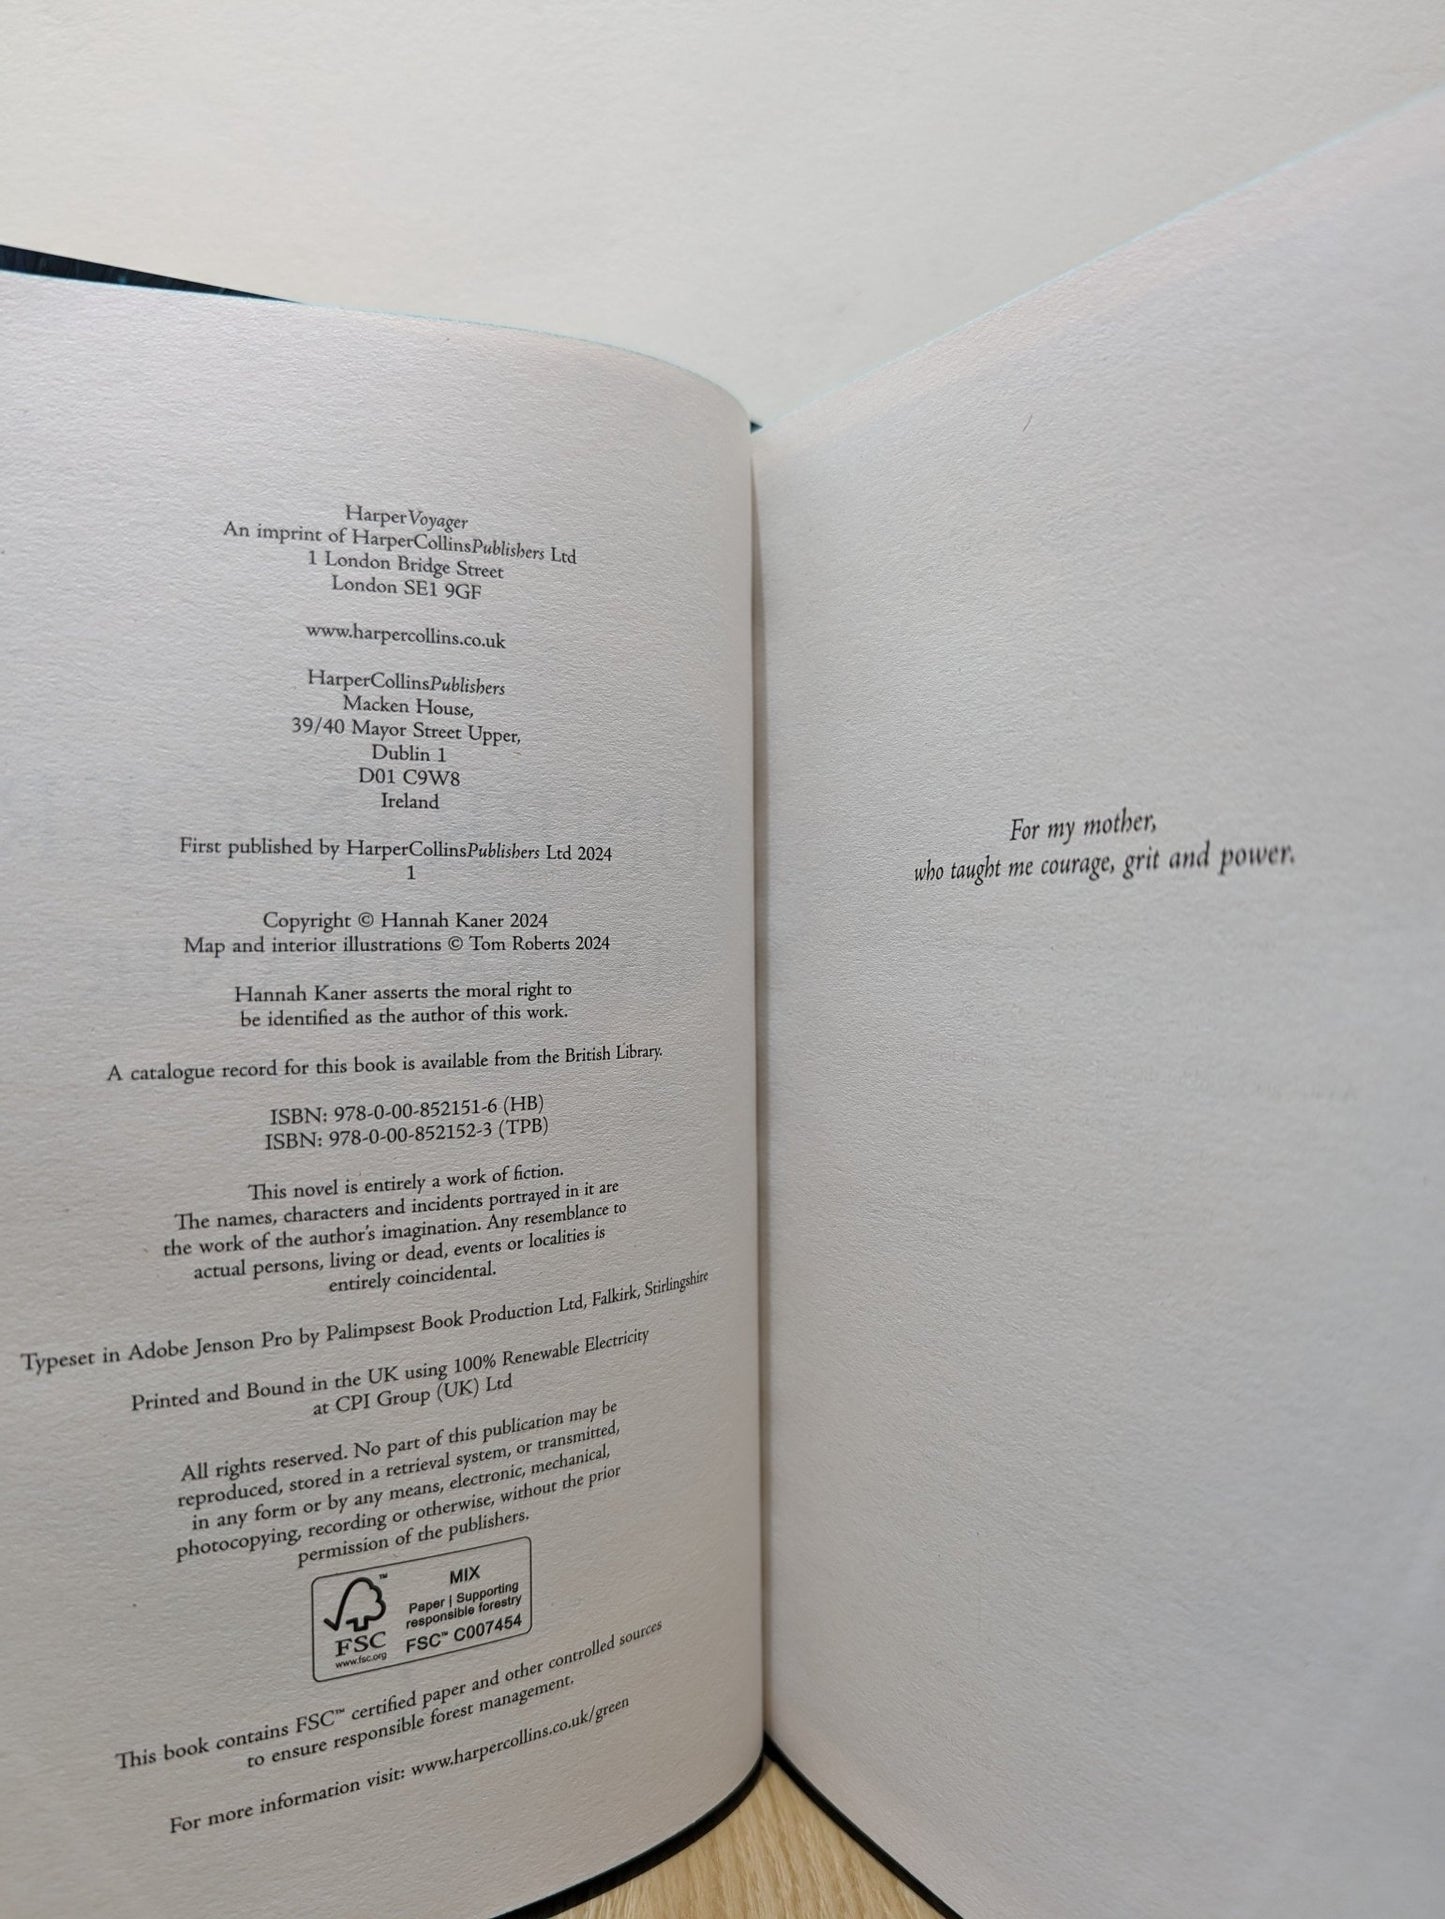 HarperVoyager
An imprint of HarperCollinsPublishers Ltd
1 London Bridge Street
London SE1 9GF
www.harpercollins.co.uk
HarperCollinsPublishers
Macken House,
39/40 Mayor Street Upper,
Dublin 1
D01 C9W8
Ireland
First published by HarperCollinsPublishers Ltd 2024
1
Copyright © Hannah Kaner 2024
Map and interior illustrations © Tom Roberts 2024
Hannah Kaner asserts the moral right to
be identified as the author of this work.
A catalogue record for this book is available from the British Library.
ISBN: 978-0-00-852151-6 (HB)
ISBN: 978-0-00-852152-3 (TPB)
This novel is entirely a work of fiction.
The names, characters and incidents portrayed in it are
the work of the author's imagination. Any resemblance to
actual persons, living or dead, events or localities is
entirely coincidental.
Typeset in Adobe Jenson Pro by Palimpsest Book Production Ltd, Falkirk, Stirlingshire
Printed and Bound in the UK using 100% Renewable Electricity
at CPI Group (UK) Ltd
All rights reserved. No part of this publication may be
reproduced, stored in a retrieval system, or transmitted,
in any form or by any means, electronic, mechanical,
photocopying, recording or otherwise, without the prior
permission of the publishers.
™
FSC
www.fsc.org
MIX
Paper | Supporting
responsible forestry
FSC™ C007454
This book contains FSC™ certified paper and other controlled sources
to ensure responsible forest management.
For more information visit: www.harpercollins.co.uk/green
For my mother,
who taught me courage, grit and power.